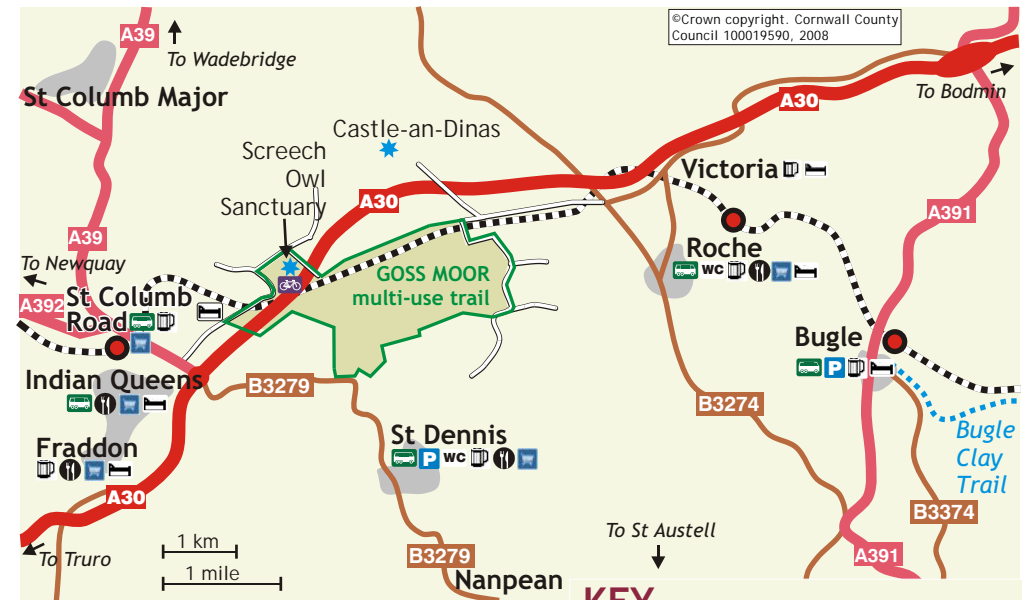 ©Crown copyright. Cornwall County
Council 100019590, 2008
A39
To Wadebridge
St Columb Major
A30
To Bodmin
Castle-an-Dinas
Screech
Owl
Sanctuary
A30
Victoria
A391
A39
To Newquay
Roche
WC
GOSS MOOR
multi-use trail
A392
St Columb
Road
Bugle
P
Indian Queens
B3279
B3274
Fraddon
St Dennis
P
WC
Bugle
Clay
Trail
A30
B3374
To St Austell
1 km
1 mile
To Truro
B3279
A391
Nanpean
KEY